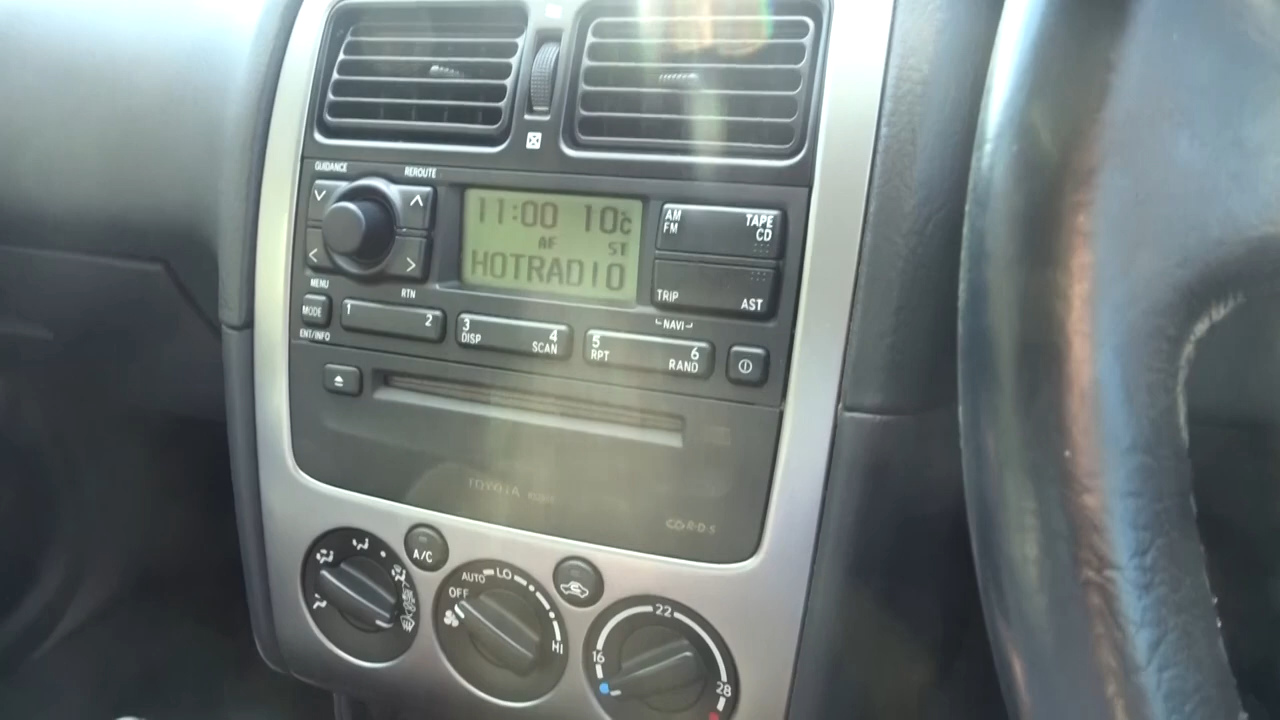 GUIDANCE
REROUTE
11:00 10c
AF ST
HOTRADIO
AM
FM
TAPE
CD
TRIP
AST
MENU
RTN
MODE
ENT/INFO
1 2
3 4
DISP SCAN
NAVI
5 6
RPT RAND
TOYOTA
A/C
AUTO LO
OFF
HI
22
16
28